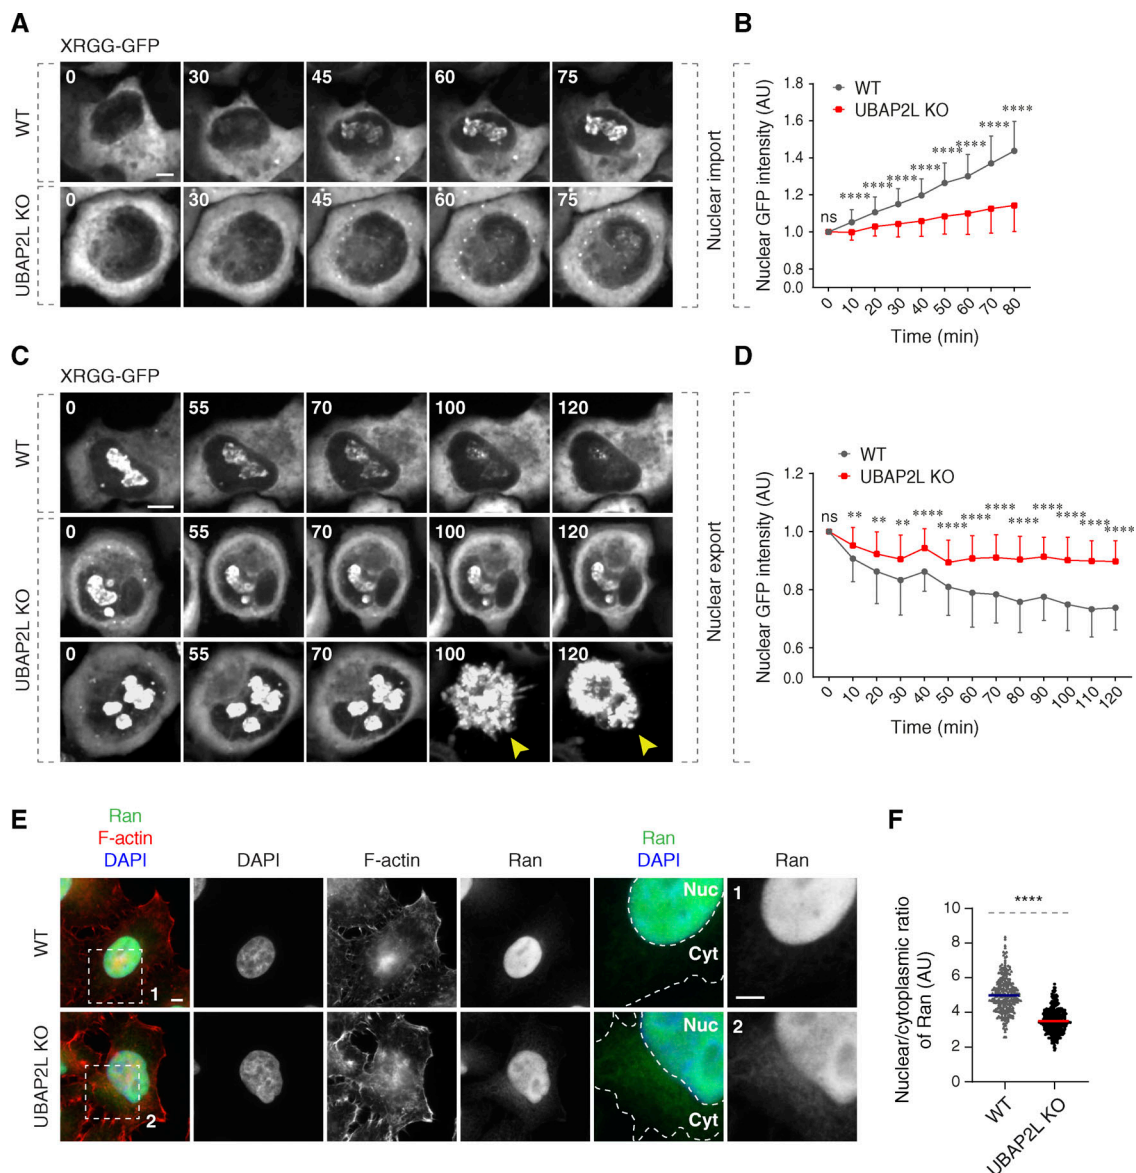 A
XRGG-GFP
WT
0
30
45
60
75
UBAP2L KO
0
30
45
60
75
Nuclear import
B
WT
UBAP2L KO
Nuclear GFP intensity (AU)
1.8
1.6
1.4
1.2
1.0
0.8
0.0
ns
****
****
****
****
****
****
****
****
0
10
20
30
40
50
60
70
80
Time (min)
C
XRGG-GFP
WT
0
55
70
100
120
UBAP2L KO
0
55
70
100
120
0
55
70
100
120
Nuclear export
D
WT
UBAP2L KO
Nuclear GFP intensity (AU)
1.2
1.0
0.8
0.6
0.0
ns
**
**
**
****
****
****
****
****
****
****
****
****
0
10
20
30
40
50
60
70
80
90
100
110
120
Time (min)
E
Ran
F-actin
DAPI
DAPI
F-actin
Ran
Ran
DAPI
Ran
WT
1
Nuc
Cyt
1
UBAP2L KO
2
Nuc
Cyt
2
F
Nuclear/cytoplasmic ratio
of Ran (AU)
10
8
6
4
2
0
****
WT
UBAP2L KO